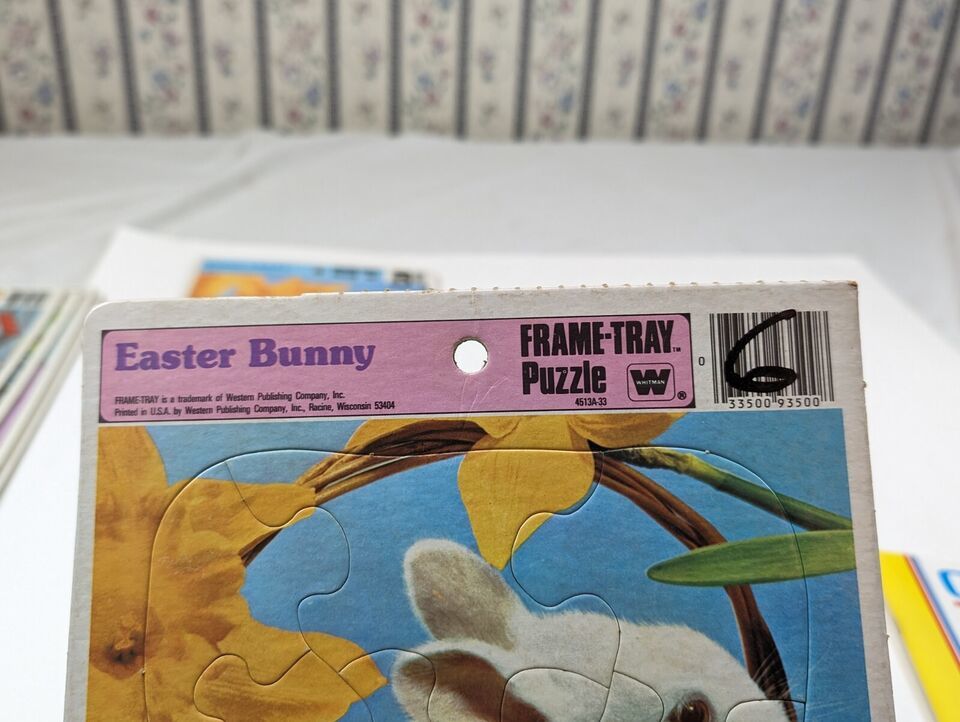 Easter Bunny
FRAME-TRAY is a trademark of Western Publishing Company, Inc.
Printed in U.S.A. by Western Publishing Company, Inc., Racine, Wisconsin 53404
FRAME-TRAY™
Puzzle
4513A-33
W
WHITMAN
®
6
0
33500 93500